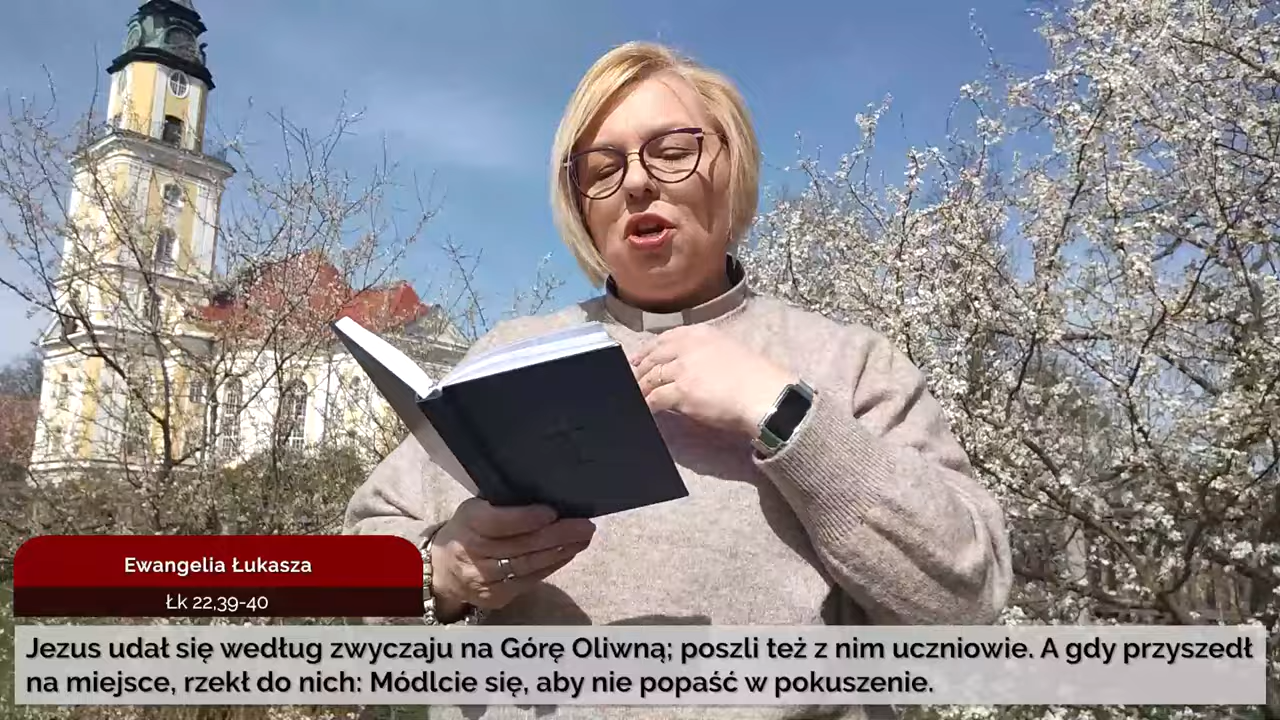 Ewangelia Łukasza
Łk 22,39-40
Jezus udał się według zwyczaju na Górę Oliwną; poszli też z nim uczniowie. A gdy przyszedł
na miejsce, rzekł do nich: Módlcie się, aby nie popaść w pokuszenie.